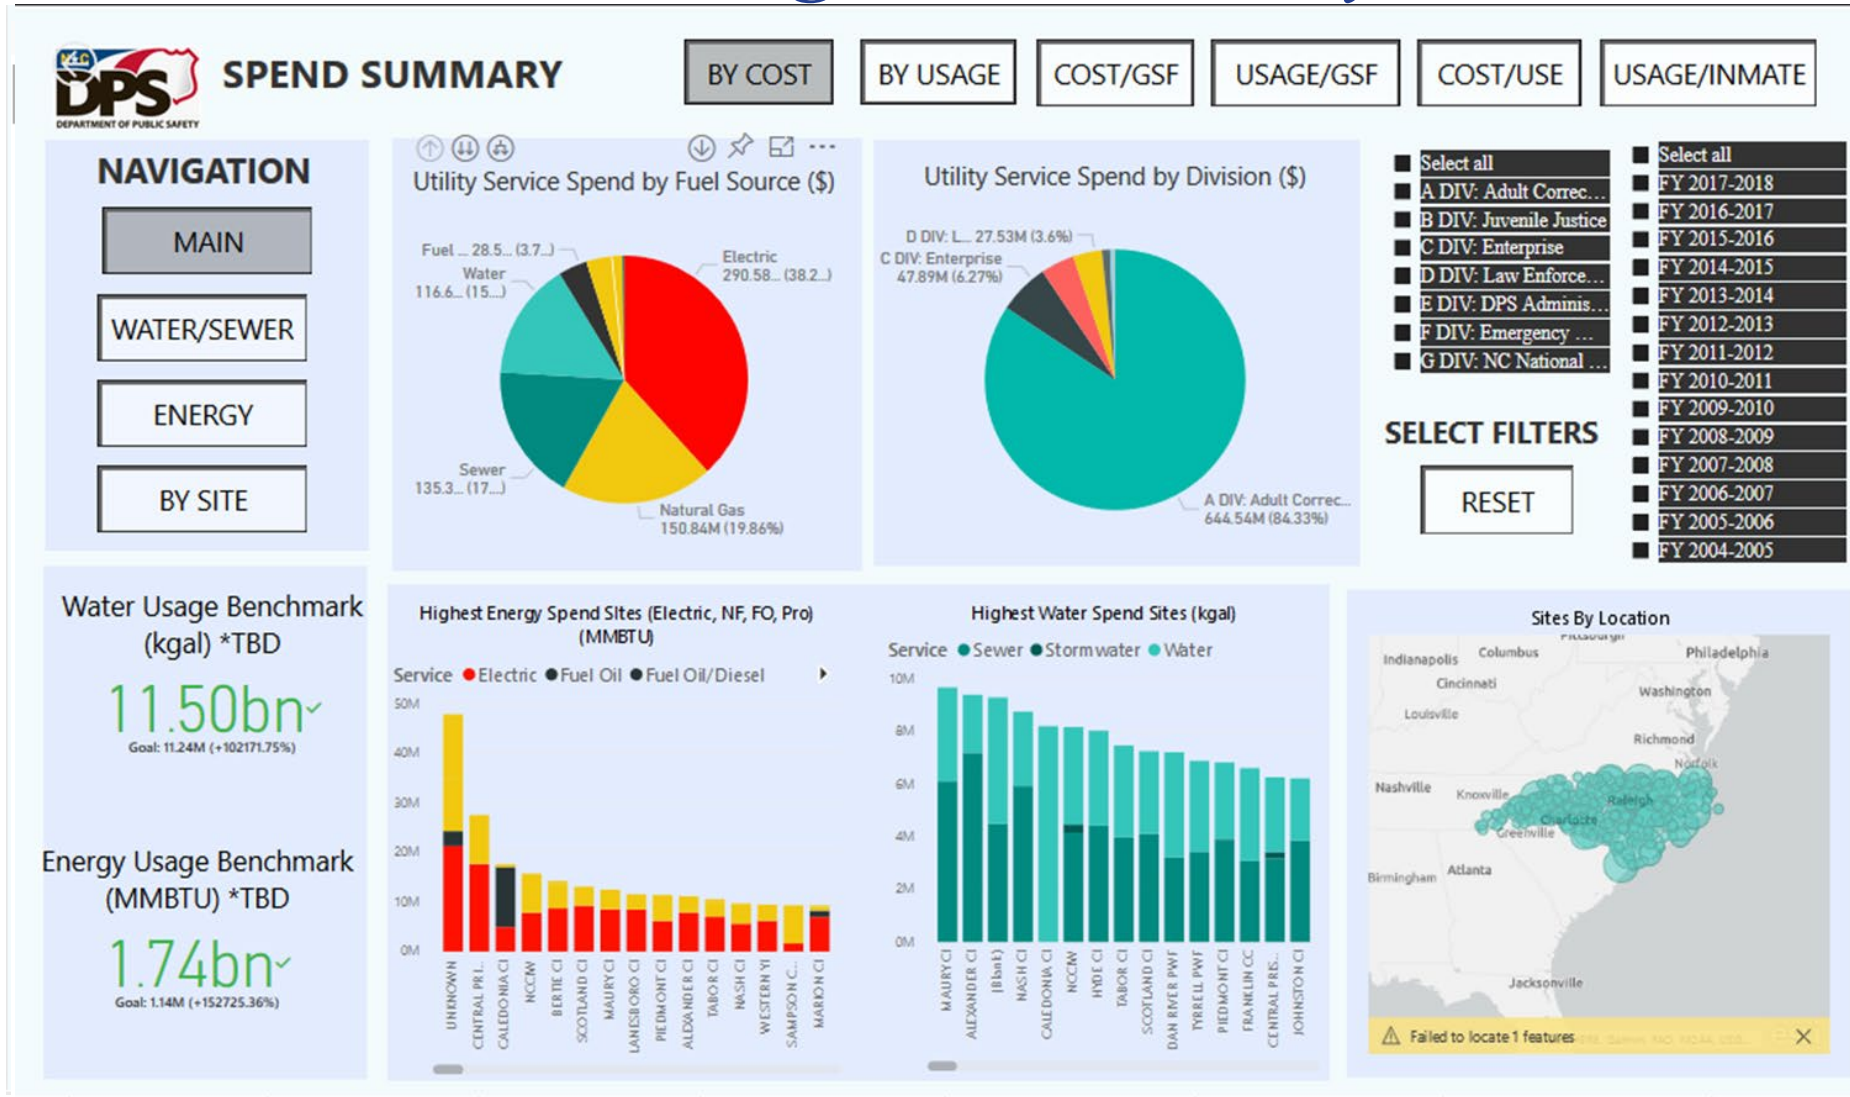 DPS
DEPARTMENT OF PUBLIC SAFETY
SPEND SUMMARY
BY COST
BY USAGE
COST/GSF
USAGE/GSF
COST/USE
USAGE/INMATE
NAVIGATION
MAIN
WATER/SEWER
ENERGY
BY SITE
Utility Service Spend by Fuel Source ($)
Fuel ... 28.5... (3.7...)
Water
116.6... (15....)
Electric
290.58... (38.2...)
Sewer
135.3... (17....)
Natural Gas
150.84M (19.86%)
Utility Service Spend by Division ($)
D DIV: L... 27.53M (3.6%)
C DIV: Enterprise
47.89M (6.27%)
A DIV: Adult Correc...
644.54M (84.33%)
Select all
A DIV: Adult Correc...
B DIV: Juvenile Justice
C DIV: Enterprise
D DIV: Law Enforce...
E DIV: DPS Adminis...
F DIV: Emergency ...
G DIV: NC National ...
SELECT FILTERS
RESET
Select all
FY 2017-2018
FY 2016-2017
FY 2015-2016
FY 2014-2015
FY 2013-2014
FY 2012-2013
FY 2011-2012
FY 2010-2011
FY 2009-2010
FY 2008-2009
FY 2007-2008
FY 2006-2007
FY 2005-2006
FY 2004-2005
Water Usage Benchmark
(kgal) *TBD
11.50bn
Goal: 11.24M (+102171.75%)
Energy Usage Benchmark
(MMBTU) *TBD
1.74bn
Goal: 1.14M (+152725.36%)
Highest Energy Spend SItes (Electric, NF, FO, Pro)
(MMBTU)
Service Electric Fuel Oil Fuel Oil/Diesel
50M
40M
30M
20M
10M
0M
UNKNOWN
CENTRAL PRI...
CALEDONIA CI
NCCIW
BERTIE CI
SCOTLAND CI
MAURY CI
LANESBORO CI
PIEDMONT CI
ALEXANDER CI
TABOR CI
NASH CI
WESTERN YI
SAMPSON C...
MARION CI
Highest Water Spend Sites (kgal)
Service Sewer Stormwater Water
10M
8M
6M
4M
2M
0M
MAURY CI
ALEXANDER CI
(Blank)
NASH CI
CALEDONIA CI
NCCIW
HYDE CI
TABOR CI
SCOTLAND CI
DAN RIVER PWF
TYRRELL PWF
PIEDMONT CI
FRANKLIN CC
CENTRAL PRIS...
JOHNSTON CI
Sites By Location
Pittsburgh
Indianapolis
Columbus
Philadelphia
Cincinnati
Washington
Louisville
Richmond
Norfolk
Nashville
Knoxville
Raleigh
Charlotte
Greenville
Birmingham
Atlanta
Jacksonville
Failed to locate 1 features